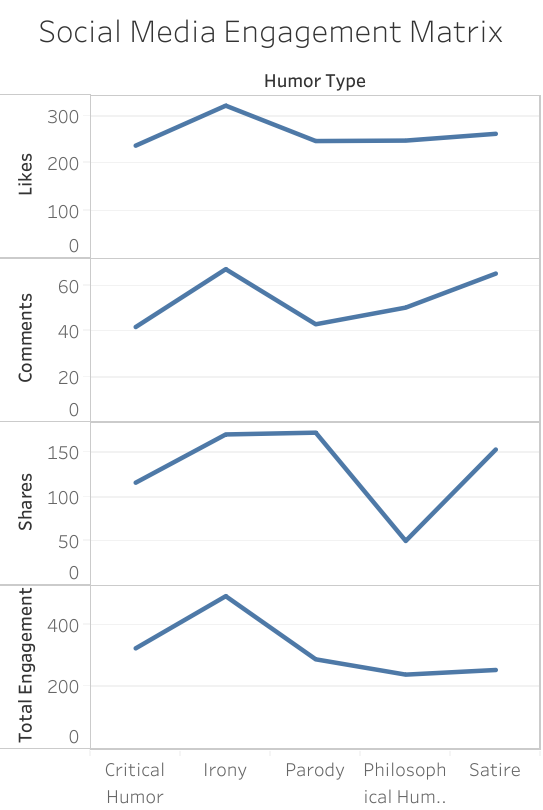 Social Media Engagement Matrix
Humor Type
Likes
300
200
100
0
Comments
60
40
20
0
Shares
150
100
50
0
Total Engagement
400
200
0
Critical
Humor
Irony
Parody
Philosoph
ical Hum..
Satire